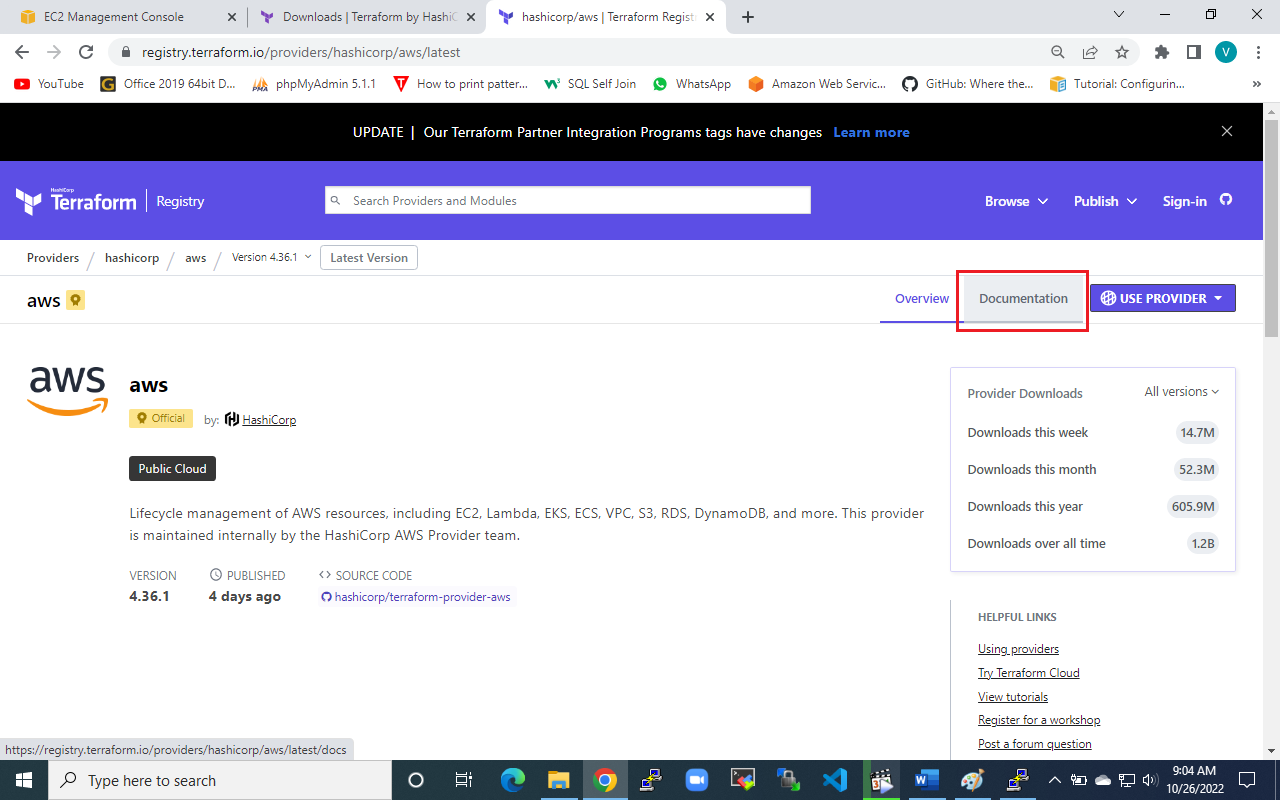 EC2 Management Console
Downloads | Terraform by HashiC
hashicorp/aws | Terraform Regist
registry.terraform.io/providers/hashicorp/aws/latest
V
YouTube
Office 2019 64bit D...
phpMyAdmin 5.1.1
How to print patter...
SQL Self Join
WhatsApp
Amazon Web Servic...
GitHub: Where the...
Tutorial: Configurin...
»
UPDATE | Our Terraform Partner Integration Programs tags have changes Learn more
HashiCorp
Terraform
Registry
Search Providers and Modules
Browse
Publish
Sign-in
Providers / hashicorp / aws / Version 4.36.1
Latest Version
aws
Overview
Documentation
USE PROVIDER
aws
aws
Official
by: HashiCorp
Public Cloud
Lifecycle management of AWS resources, including EC2, Lambda, EKS, ECS, VPC, S3, RDS, DynamoDB, and more. This provider
is maintained internally by the HashiCorp AWS Provider team.
VERSION
4.36.1
PUBLISHED
4 days ago
SOURCE CODE
hashicorp/terraform-provider-aws
Provider Downloads
All versions
Downloads this week 14.7M
Downloads this month 52.3M
Downloads this year 605.9M
Downloads over all time 1.2B
HELPFUL LINKS
Using providers
Try Terraform Cloud
View tutorials
Register for a workshop
Post a forum question
https://registry.terraform.io/providers/hashicorp/aws/latest/docs
Type here to search
9:04 AM
10/26/2022